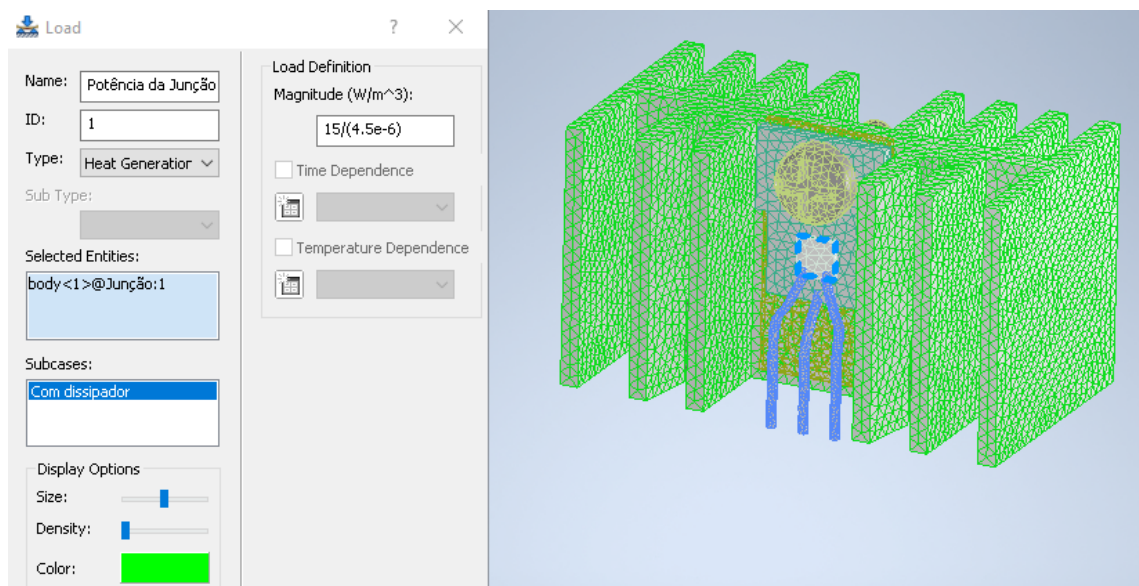 Load
?
Name:
Potência da Junção
ID:
1
Type:
Heat Generation
Sub Type:
Selected Entities:
body<1>@Junção:1
Subcases:
Com dissipador
Display Options
Size:
Density:
Color:
Load Definition
Magnitude (W/m^3):
15/(4.5e-6)
Time Dependence
Temperature Dependence